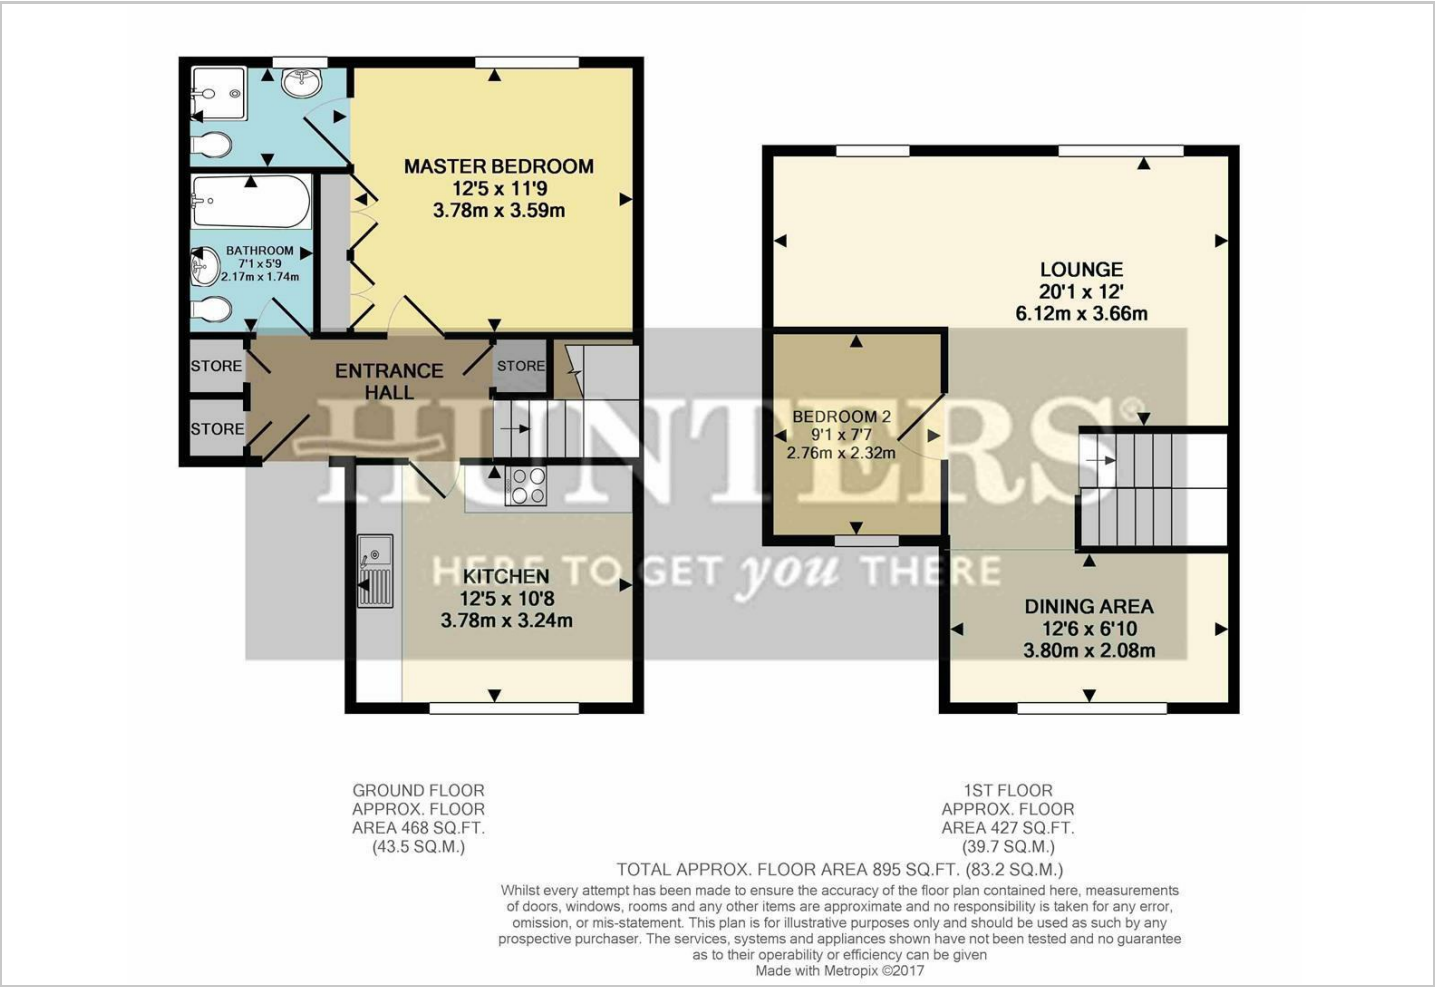 MASTER BEDROOM
12'5 x 11'9
3.78m x 3.59m
BATHROOM
7'1 x 5'9
2.17m x 1.74m
STORE
STORE
ENTRANCE
HALL
STORE
KITCHEN
12'5 x 10'8
3.78m x 3.24m
LOUNGE
20'1 x 12'
6.12m x 3.66m
BEDROOM 2
9'1 x 7'7
2.76m x 2.32m
DINING AREA
12'6 x 6'10
3.80m x 2.08m
HUNTERS®
HERE TO GET you THERE
GROUND FLOOR
APPROX. FLOOR
AREA 468 SQ.FT.
(43.5 SQ.M.)
1ST FLOOR
APPROX. FLOOR
AREA 427 SQ.FT.
(39.7 SQ.M.)
TOTAL APPROX. FLOOR AREA 895 SQ.FT. (83.2 SQ.M.)
Whilst every attempt has been made to ensure the accuracy of the floor plan contained here, measurements
of doors, windows, rooms and any other items are approximate and no responsibility is taken for any error,
omission, or mis-statement. This plan is for illustrative purposes only and should be used as such by any
prospective purchaser. The services, systems and appliances shown have not been tested and no guarantee
as to their operability or efficiency can be given
Made with Metropix ©2017